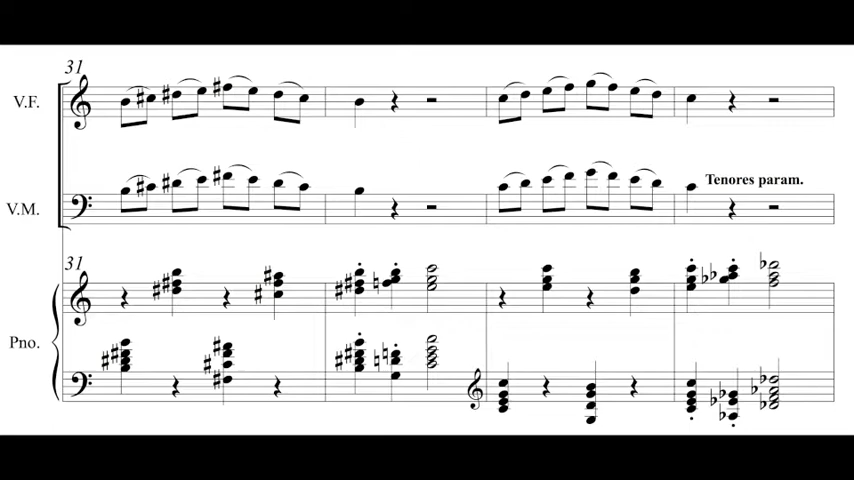 31
V.F.
V.M.
Tenores param.
31
Pno.